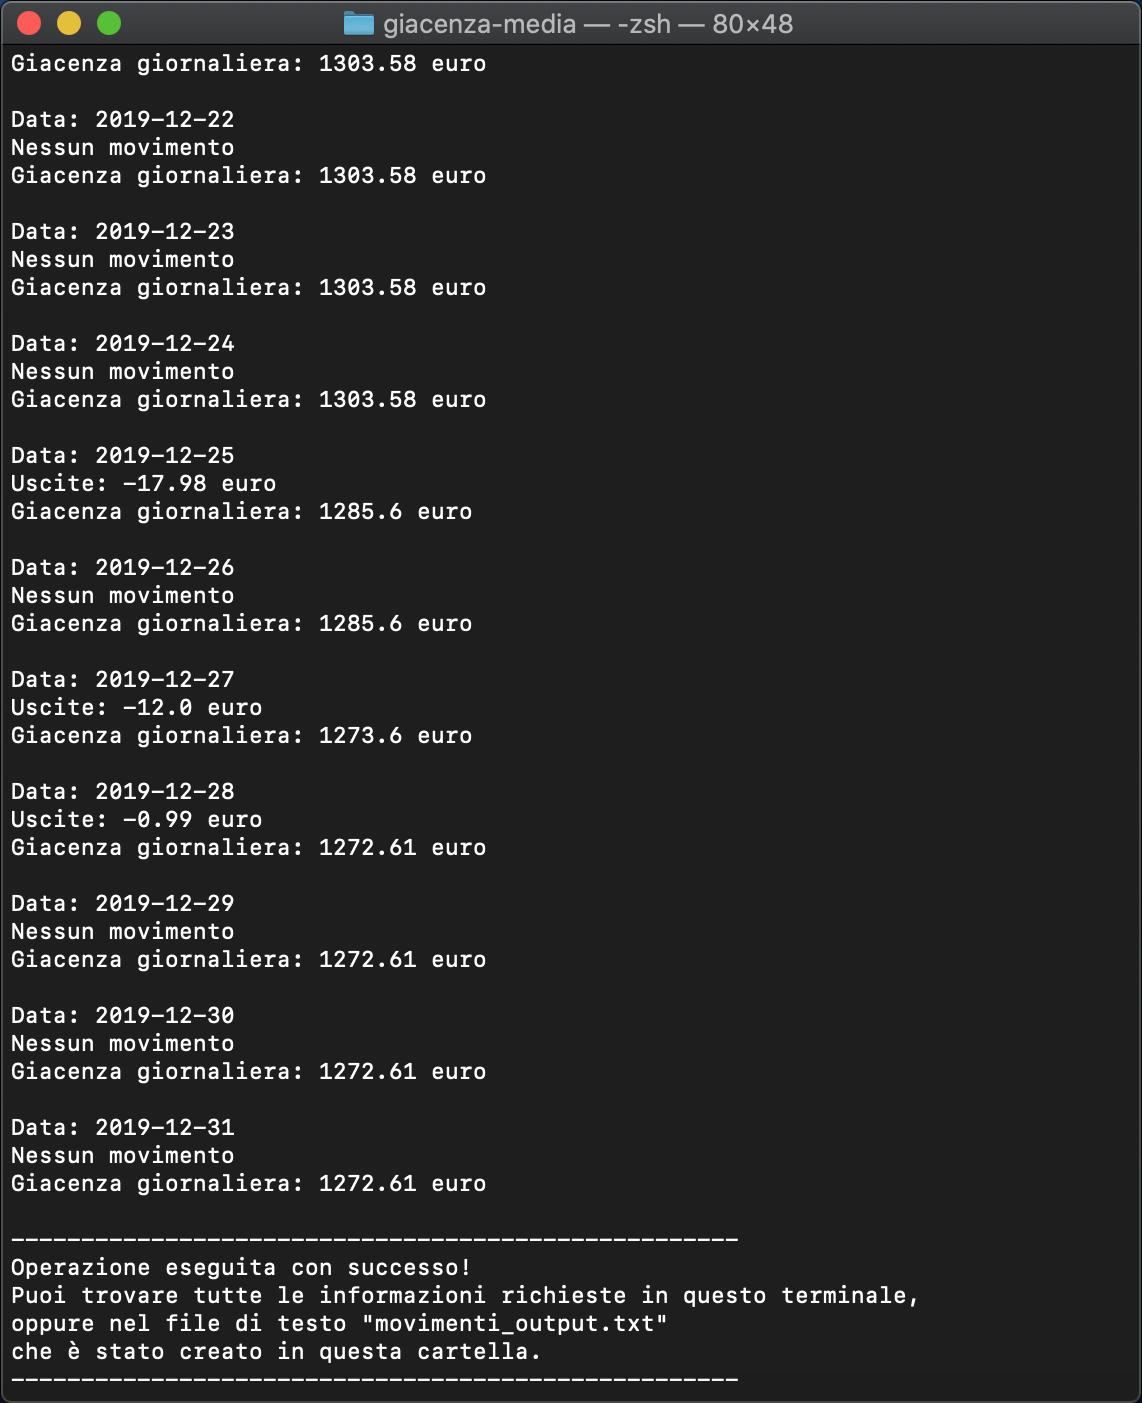 giacenza-media — -zsh — 80×48
Giacenza giornaliera: 1303.58 euro
Data: 2019-12-22
Nessun movimento
Giacenza giornaliera: 1303.58 euro
Data: 2019-12-23
Nessun movimento
Giacenza giornaliera: 1303.58 euro
Data: 2019-12-24
Nessun movimento
Giacenza giornaliera: 1303.58 euro
Data: 2019-12-25
Uscite: -17.98 euro
Giacenza giornaliera: 1285.6 euro
Data: 2019-12-26
Nessun movimento
Giacenza giornaliera: 1285.6 euro
Data: 2019-12-27
Uscite: -12.0 euro
Giacenza giornaliera: 1273.6 euro
Data: 2019-12-28
Uscite: -0.99 euro
Giacenza giornaliera: 1272.61 euro
Data: 2019-12-29
Nessun movimento
Giacenza giornaliera: 1272.61 euro
Data: 2019-12-30
Nessun movimento
Giacenza giornaliera: 1272.61 euro
Data: 2019-12-31
Nessun movimento
Giacenza giornaliera: 1272.61 euro
----------------------------------------------------
Operazione eseguita con successo!
Puoi trovare tutte le informazioni richieste in questo terminale,
oppure nel file di testo "movimenti_output.txt"
che è stato creato in questa cartella.
----------------------------------------------------